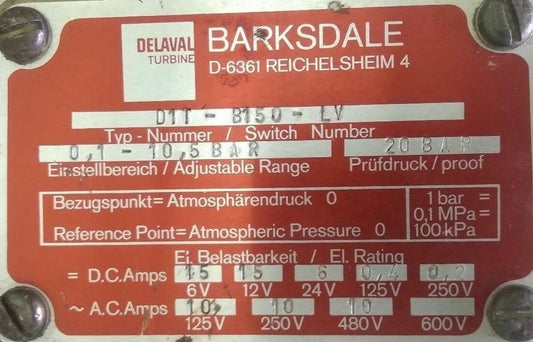 DELAVAL
TURBINE
BARKSDALE
D-6361 REICHELSHEIM 4
D1T - B150 - LV
Typ-Nummer / Switch Number
0,1 - 10,5 BAR 20 BAR
Einstellbereich / Adjustable Range Prüfdruck / proof
Bezugspunkt = Atmosphärendruck 0 1 bar =
0,1 MPa =
Reference Point = Atmospheric Pressure 0 100 kPa
El. Belastbarkeit / El. Rating
= D.C. Amps 15 15 6 0,4 0,2
6V 12V 24V 125V 250V
~ A.C. Amps 10 10 10
125V 250V 480V 600V